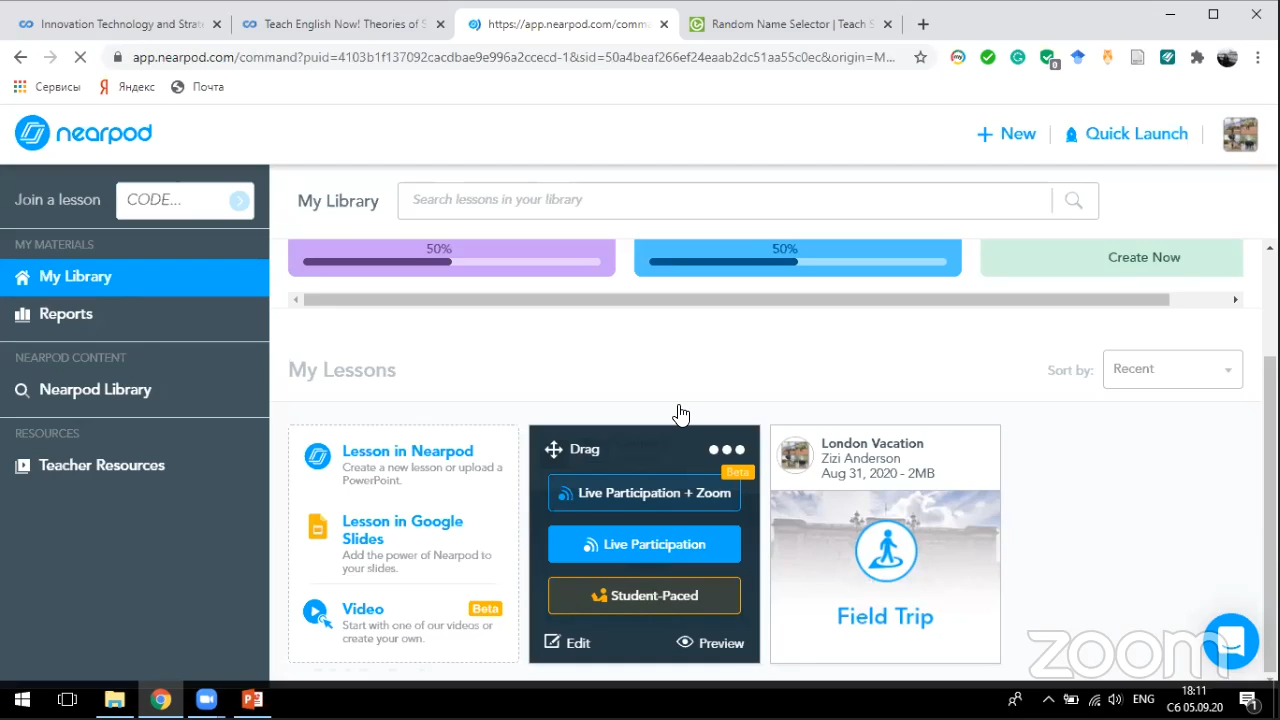 Innovation Technology and Strate
Teach English Now! Theories of S
https://app.nearpod.com/comm
Random Name Selector | Teach S
app.nearpod.com/command?puid=4103b1f137092cacdbae9e996a2ccecd-1&sid=50a4beaf266ef24eaab2dc51aa55c0ec&origin=M...
Сервисы
Яндекс
Почта
nearpod
New
Quick Launch
Join a lesson
CODE...
My Library
Search lessons in your library
MY MATERIALS
My Library
Reports
NEARPOD CONTENT
Nearpod Library
RESOURCES
Teacher Resources
50%
50%
Create Now
My Lessons
Sort by:
Recent
Lesson in Nearpod
Create a new lesson or upload a
PowerPoint.
Lesson in Google
Slides
Add the power of Nearpod to
your slides.
Video
Beta
Start with one of our videos or
create your own.
Drag
Beta
Live Participation + Zoom
Live Participation
Student-Paced
Edit
Preview
London Vacation
Zizi Anderson
Aug 31, 2020 - 2MB
Field Trip
zoom
ENG
18:11
Сб 05.09.20
1
0